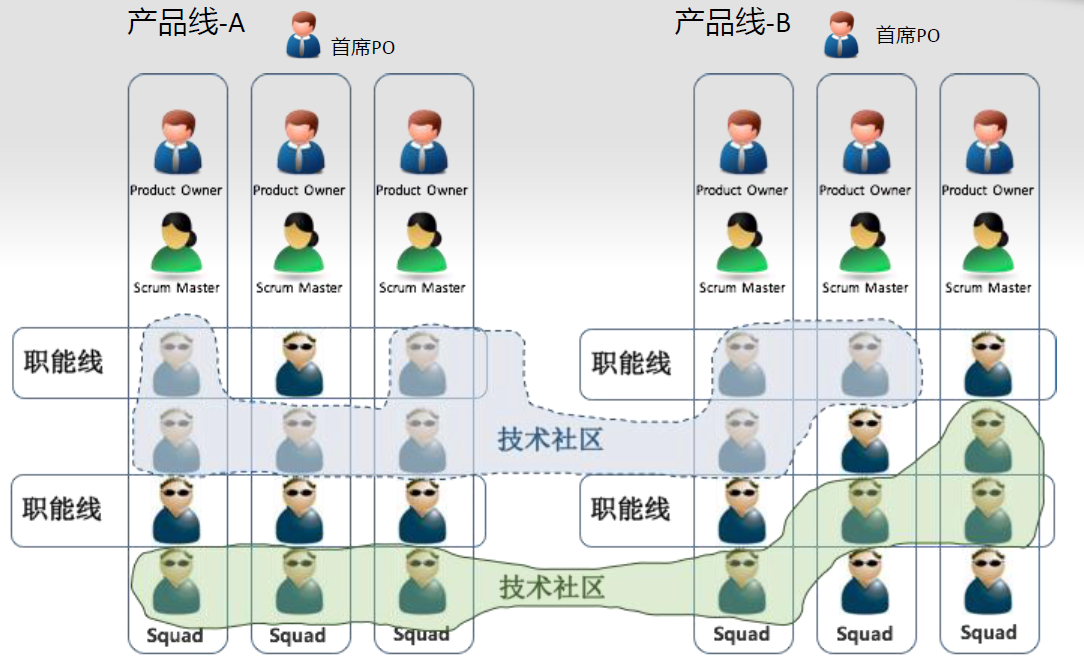 产品线-A
首席PO
产品线-B
首席PO
Product Owner
Product Owner
Product Owner
Product Owner
Product Owner
Product Owner
Scrum Master
Scrum Master
Scrum Master
Scrum Master
Scrum Master
Scrum Master
职能线
职能线
技术社区
职能线
职能线
技术社区
Squad
Squad
Squad
Squad
Squad
Squad